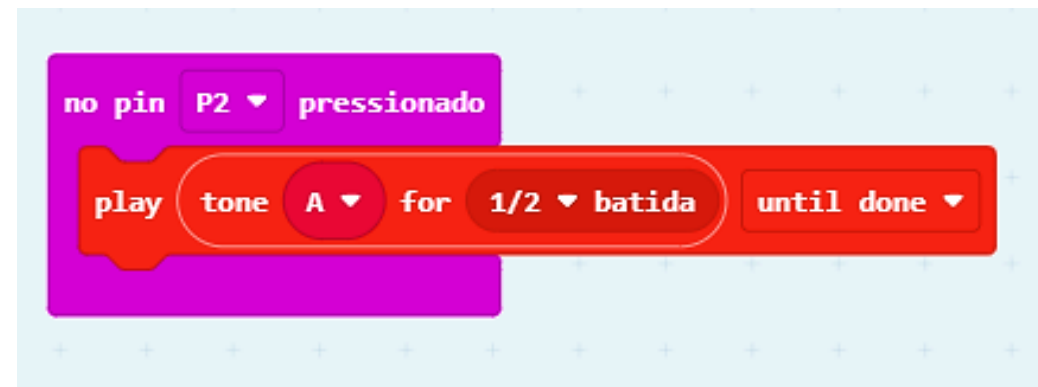 no pin P2 pressionado
play tone A for 1/2 batida until done